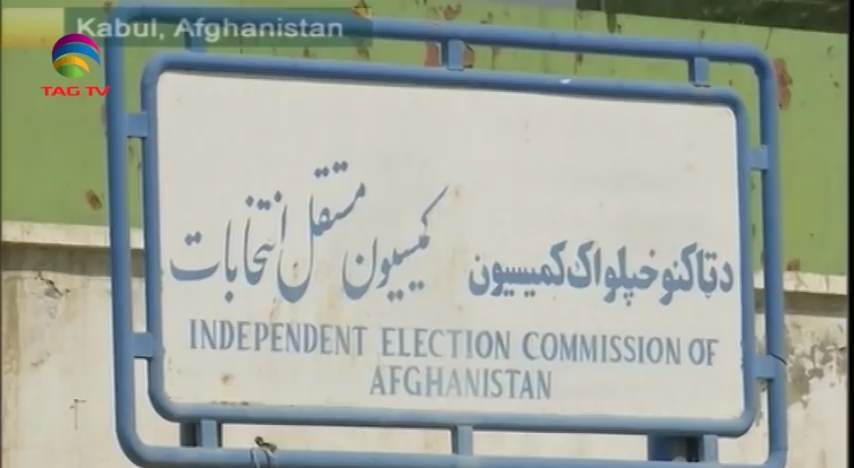 Kabul, Afghanistan
TAG TV
دټاکنو خپلواک کمیسیون
کمیسیون مستقل انتخابات
INDEPENDENT ELECTION COMMISSION OF
AFGHANISTAN